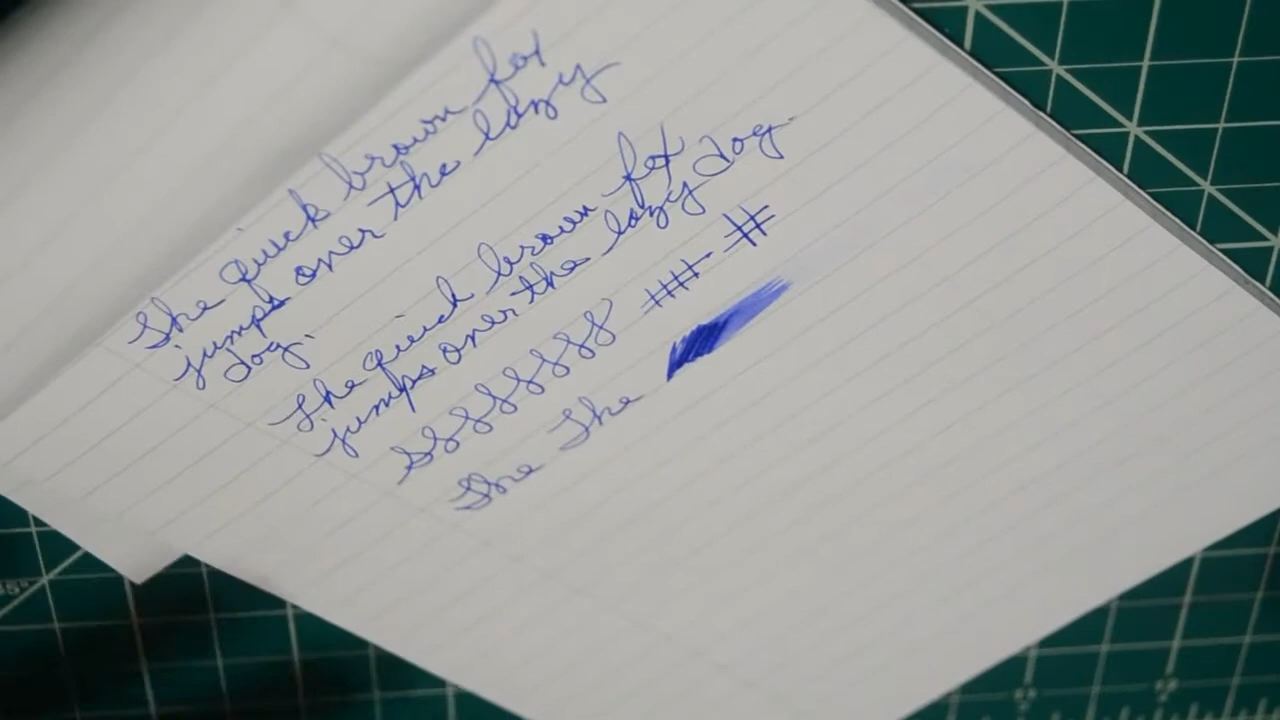 The quick brown fox
jumps over the lazy
dog.
The quick brown fox
jumps over the lazy dog.
SSSSSSSS ### #
The The